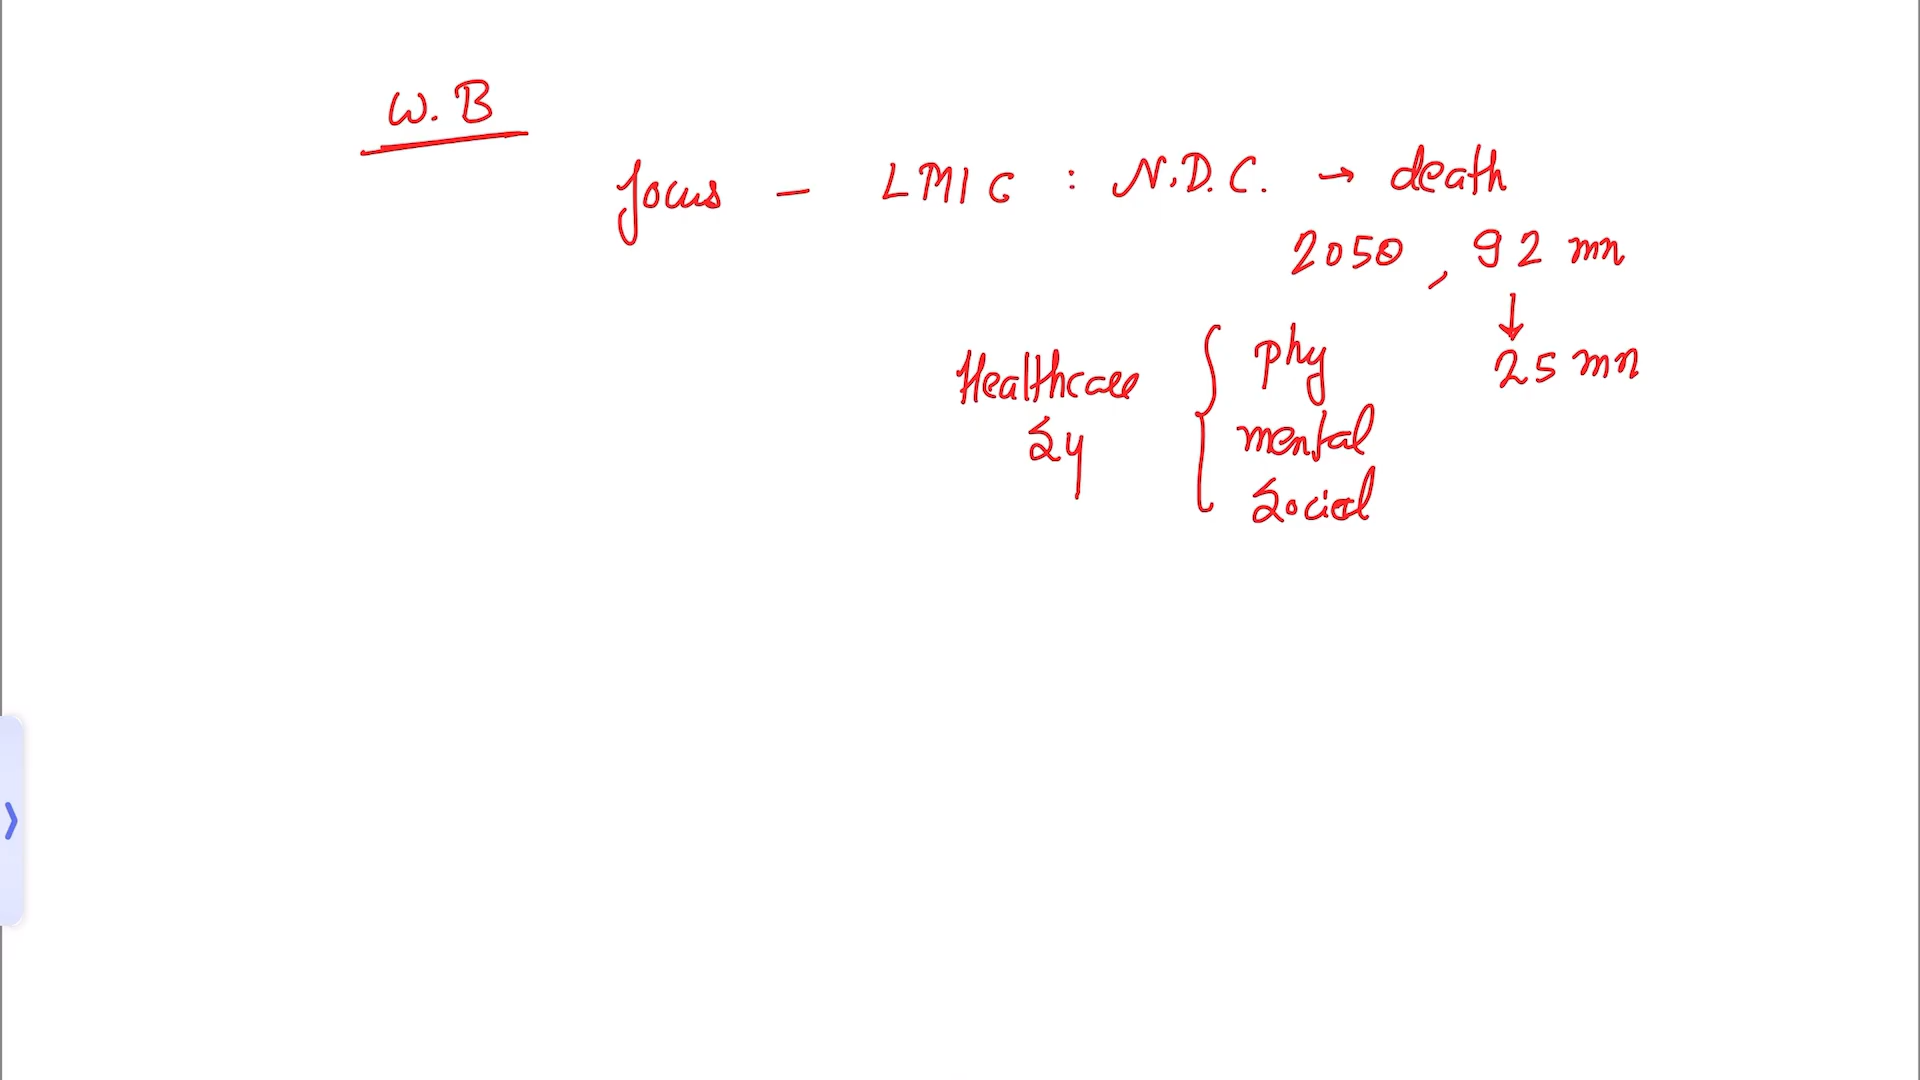 W.B
focus - LMIC : N.D.C. → death
2050, 92 mn
↓
25 mn
Healthcare { phy
Sy mental
social